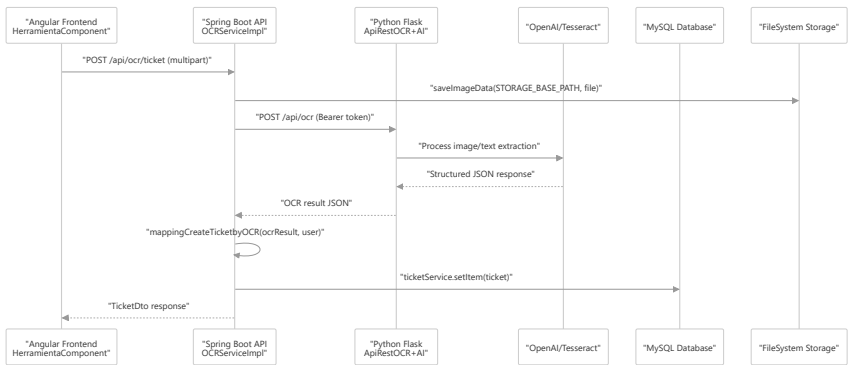 "Angular Frontend
HerramientaComponent"
"Spring Boot API
OCRServiceImpl"
"Python Flask
ApiRestOCR+AI"
"OpenAI/Tesseract"
"MySQL Database"
"FileSystem Storage"
"POST /api/ocr/ticket (multipart)"
"saveImageData(STORAGE_BASE_PATH, file)"
"POST /api/ocr (Bearer token)"
"Process image/text extraction"
"Structured JSON response"
"OCR result JSON"
"mappingCreateTicketbyOCR(ocrResult, user)"
"ticketService.setItem(ticket)"
"TicketDto response"
"Angular Frontend
HerramientaComponent"
"Spring Boot API
OCRServiceImpl"
"Python Flask
ApiRestOCR+AI"
"OpenAI/Tesseract"
"MySQL Database"
"FileSystem Storage"